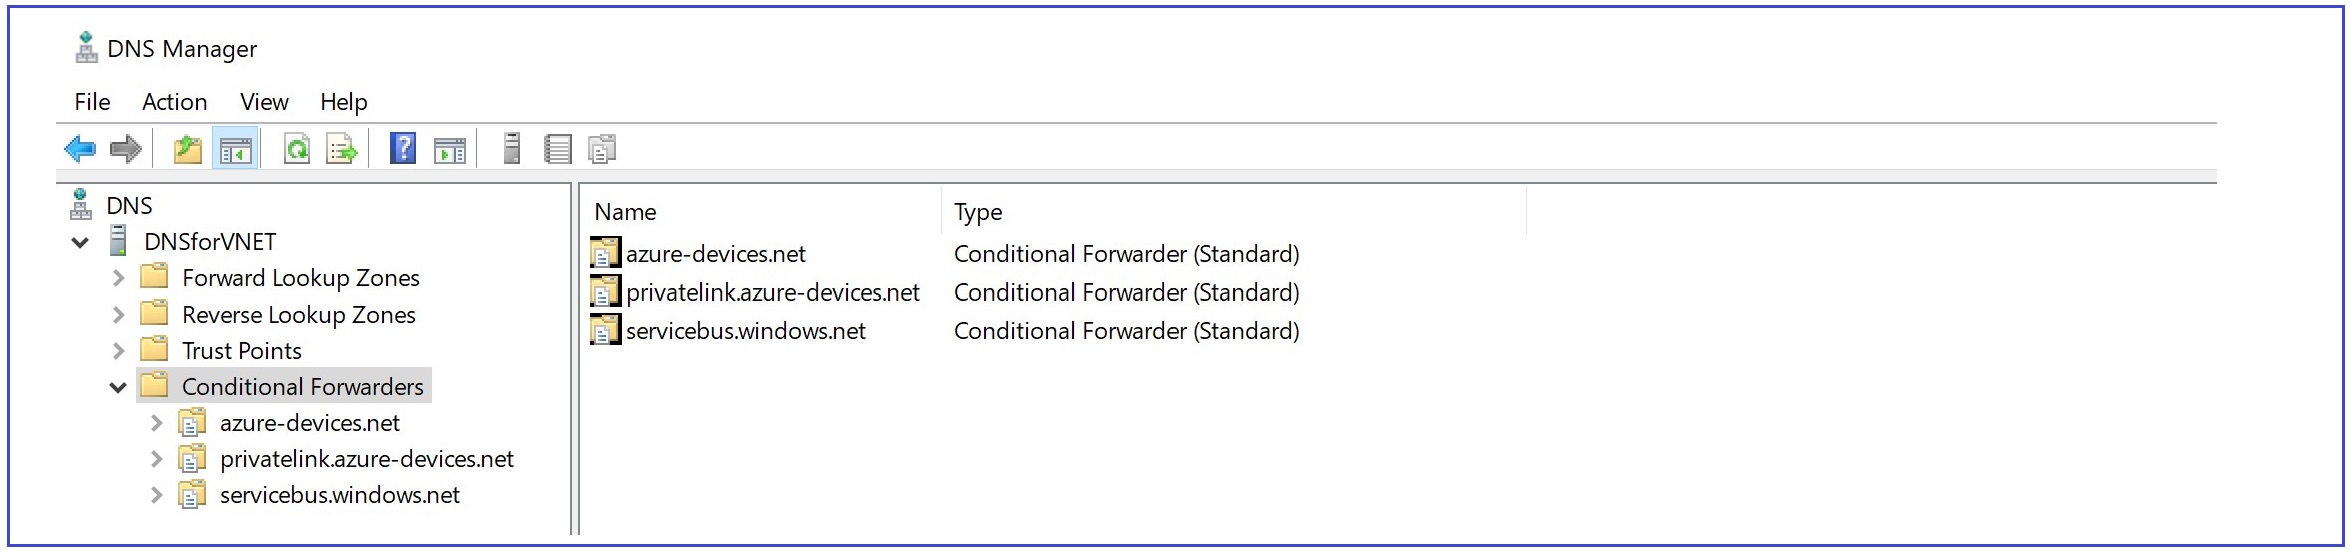 DNS Manager
File Action View Help
?
DNS
DNSforVNET
Forward Lookup Zones
Reverse Lookup Zones
Trust Points
Conditional Forwarders
azure-devices.net
privatelink.azure-devices.net
servicebus.windows.net
Name Type
azure-devices.net Conditional Forwarder (Standard)
privatelink.azure-devices.net Conditional Forwarder (Standard)
servicebus.windows.net Conditional Forwarder (Standard)